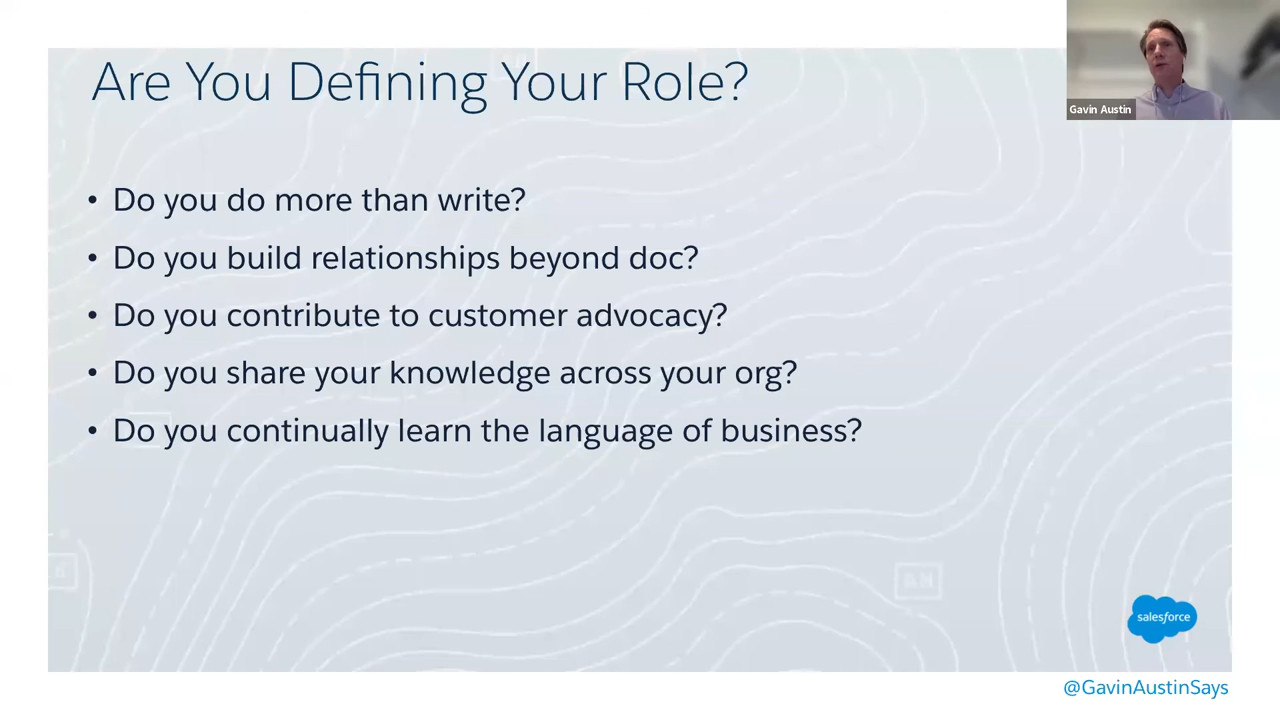 Are You Defining Your Role?
Gavin Austin
• Do you do more than write?
• Do you build relationships beyond doc?
• Do you contribute to customer advocacy?
• Do you share your knowledge across your org?
• Do you continually learn the language of business?
salesforce
@GavinAustinSays